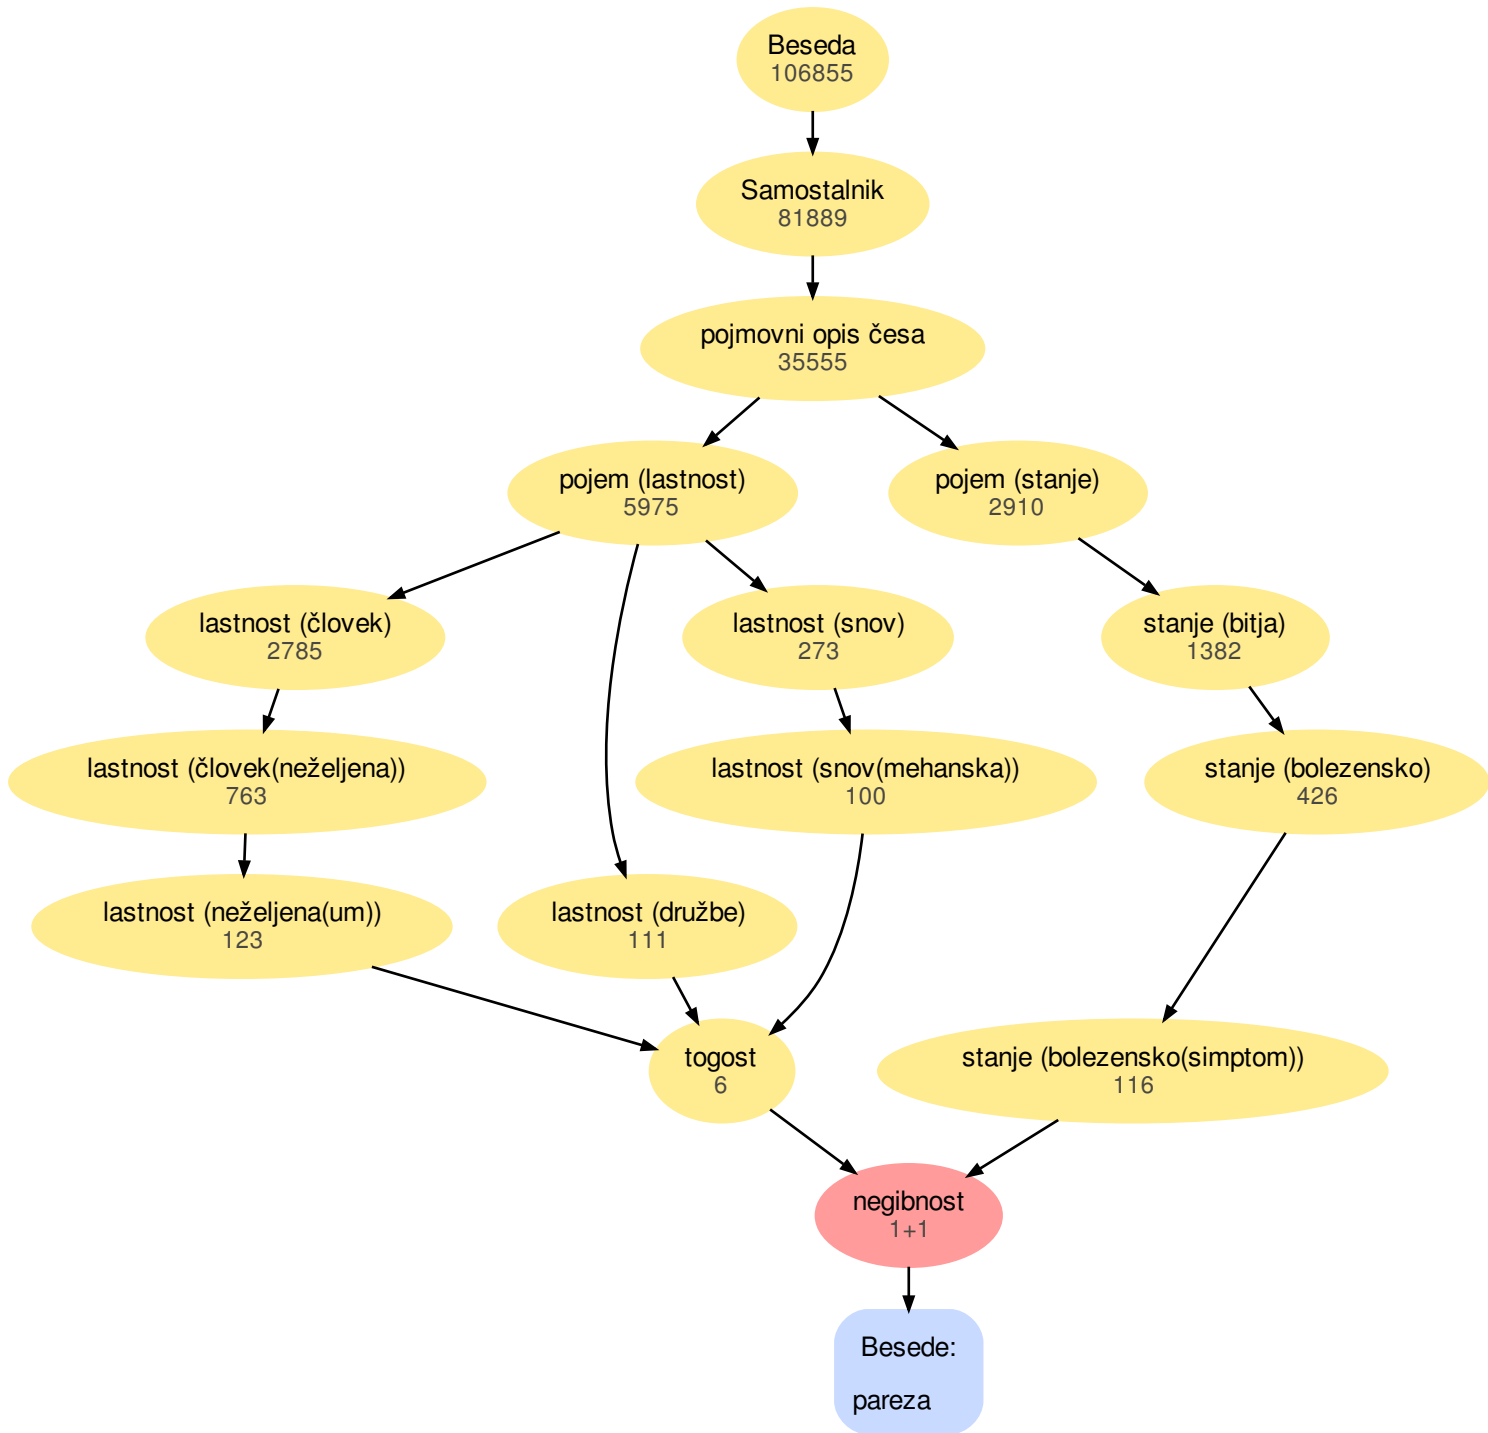 Beseda
106855
Samostalnik
81889
pojmovni opis česa
35555
pojem (lastnost)
5975
pojem (stanje)
2910
lastnost (človek)
2785
lastnost (snov)
273
stanje (bitja)
1382
lastnost (človek(neželjena))
763
lastnost (snov(mehanska))
100
stanje (bolezensko)
426
lastnost (neželjena(um))
123
lastnost (družbe)
111
togost
6
stanje (bolezensko(simptom))
116
negibnost
1+1
Besede:
pareza